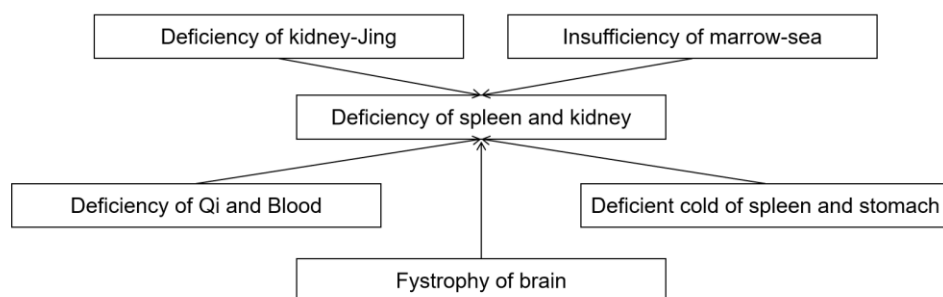 Deficiency of kidney-Jing
Insufficiency of marrow-sea
Deficiency of spleen and kidney
Deficiency of Qi and Blood
Deficient cold of spleen and stomach
Fystrophy of brain